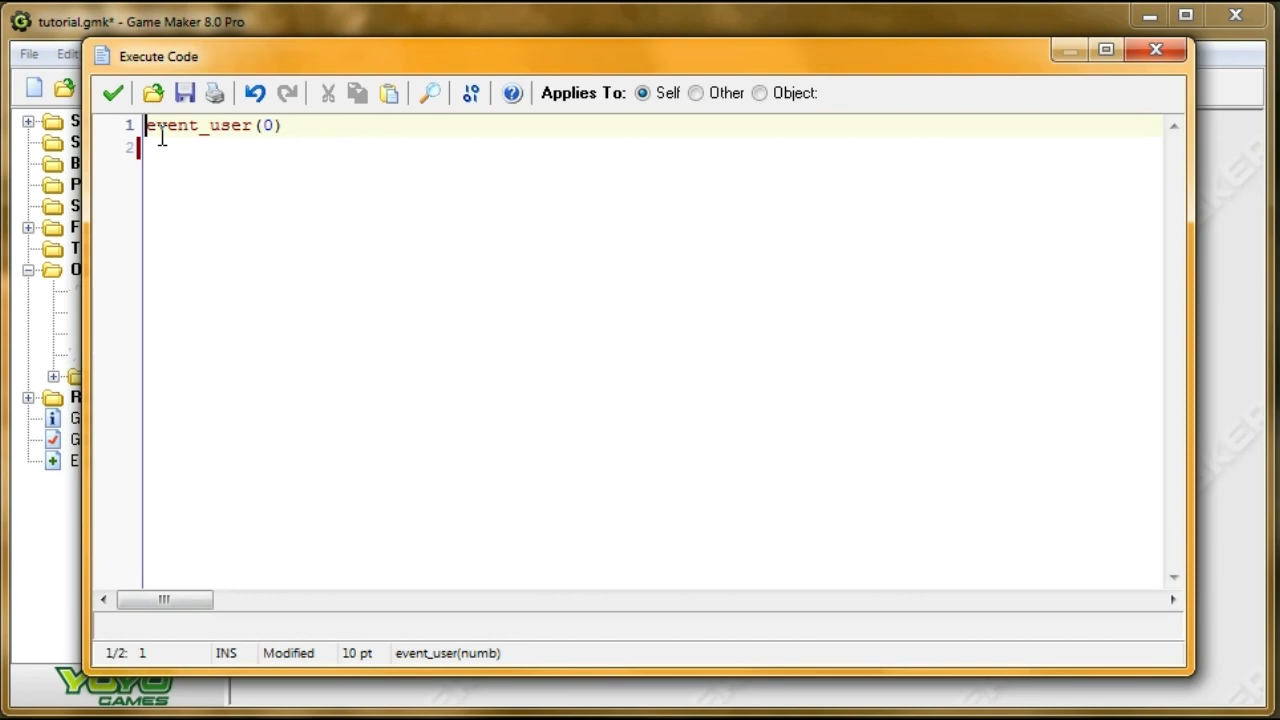 tutorial.gmk* - Game Maker 8.0 Pro
File Edit
Execute Code
Applies To: Self Other Object:
1 event_user(0)
2
S
S
B
P
S
F
T
O
R
G
G
E
1/2: 1 INS Modified 10 pt event_user(numb)
YOYO
GAMES